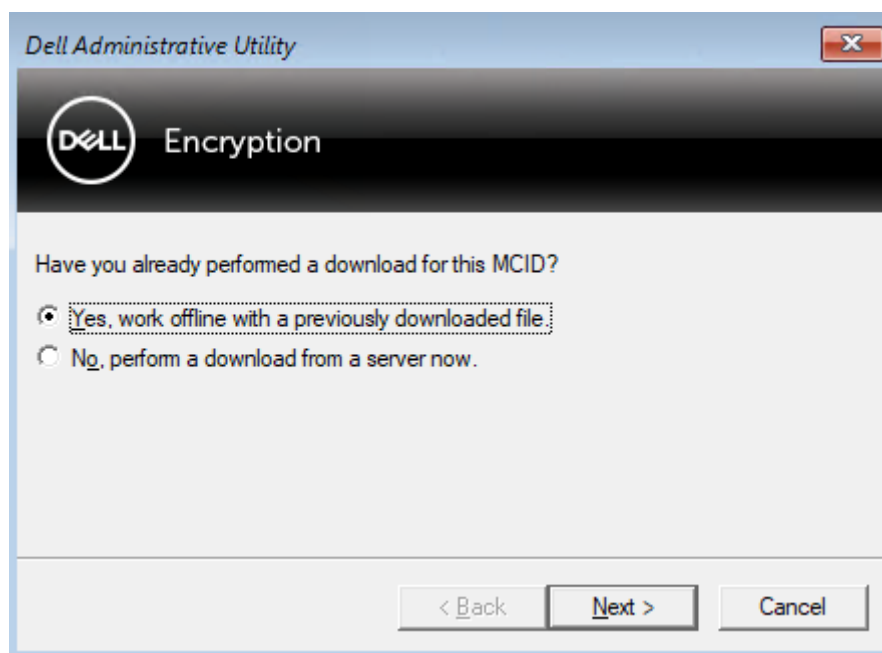 Dell Administrative Utility
DELL Encryption
Have you already performed a download for this MCID?
Yes, work offline with a previously downloaded file.
No, perform a download from a server now.
< Back Next > Cancel